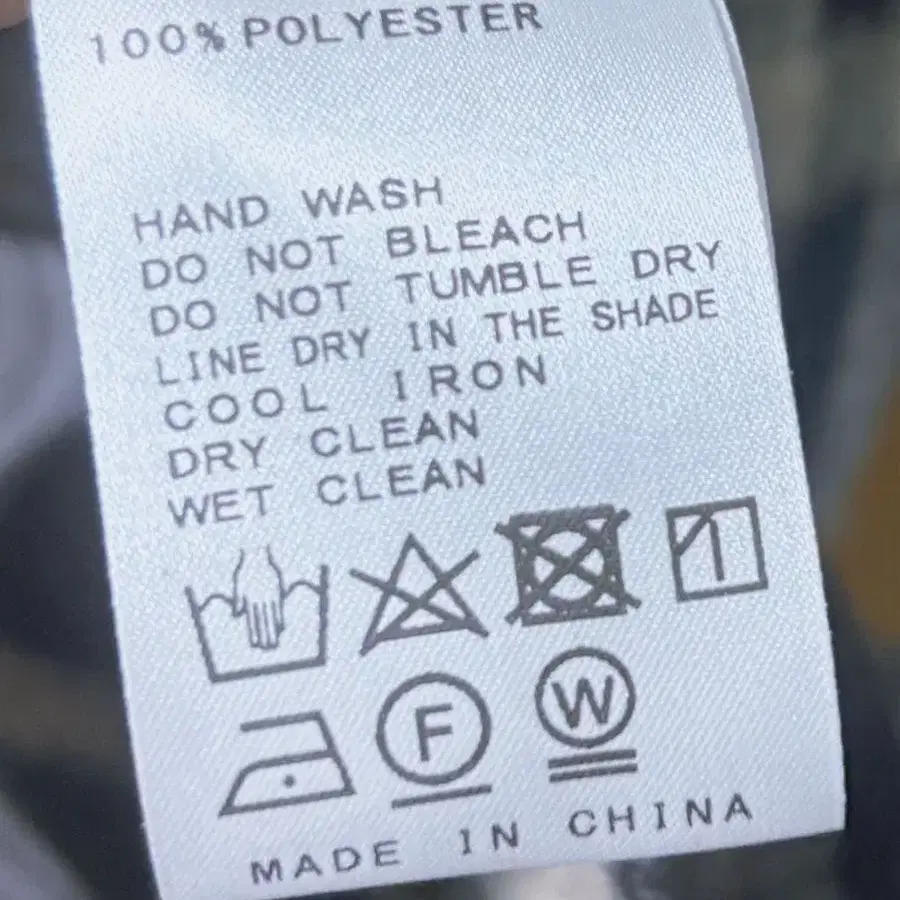 100% POLYESTER
HAND WASH
DO NOT BLEACH
DO NOT TUMBLE DRY
LINE DRY IN THE SHADE
COOL IRON
DRY CLEAN
WET CLEAN
F
W
MADE IN CHINA